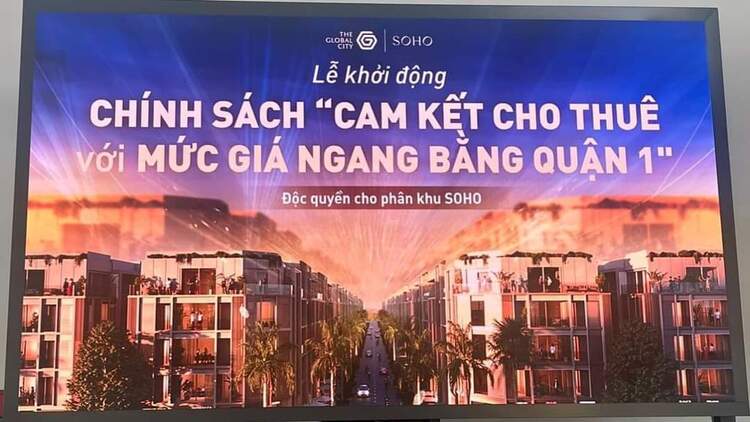 THE GLOBAL CITY SOHO
Lễ khởi động
CHÍNH SÁCH “CAM KẾT CHO THUÊ
với MỨC GIÁ NGANG BẰNG QUẬN 1"
Độc quyền cho phân khu SOHO